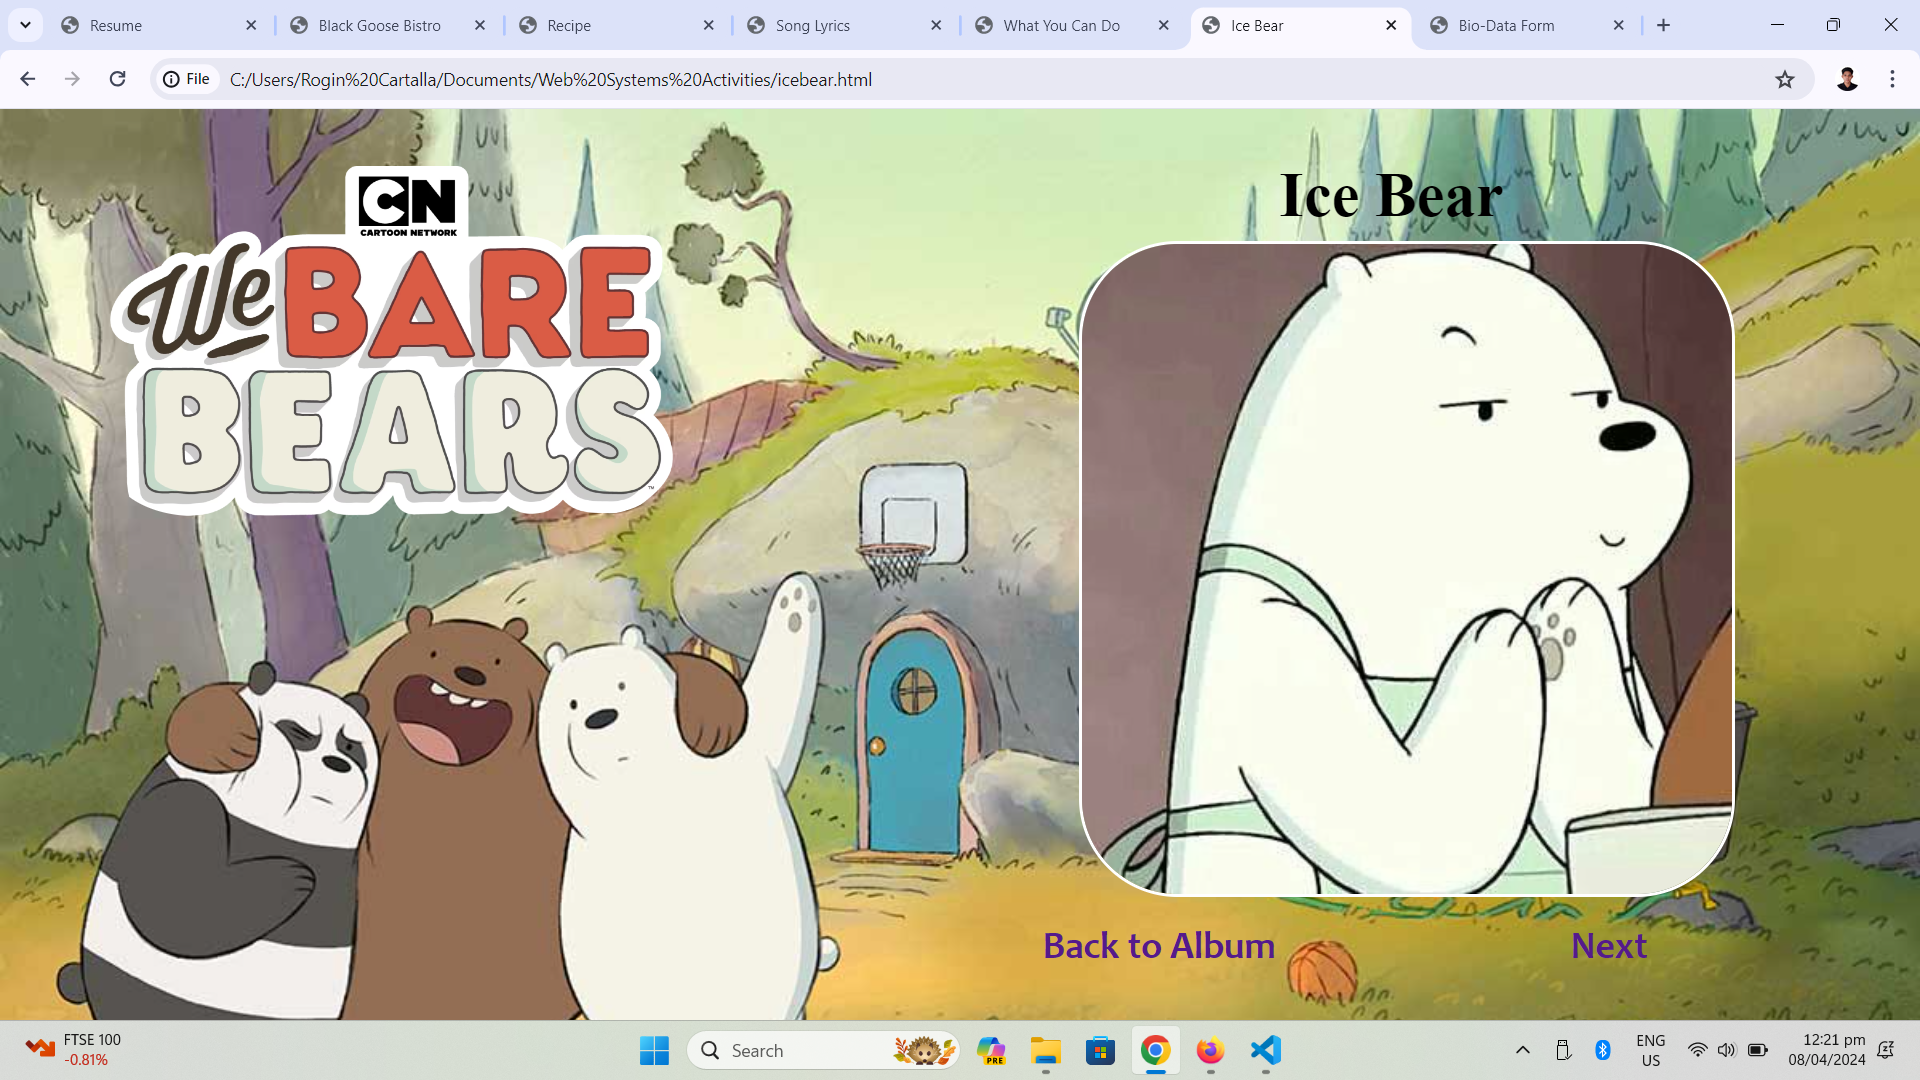 Resume
Black Goose Bistro
Recipe
Song Lyrics
What You Can Do
Ice Bear
Bio-Data Form
File
C:/Users/Rogin%20Cartalla/Documents/Web%20Systems%20Activities/icebear.html
CN
CARTOON NETWORK
We BARE
BEARS
™
Ice Bear
Back to Album
Next
FTSE 100
-0.81%
Search
PRE
ENG
US
12:21 pm
08/04/2024